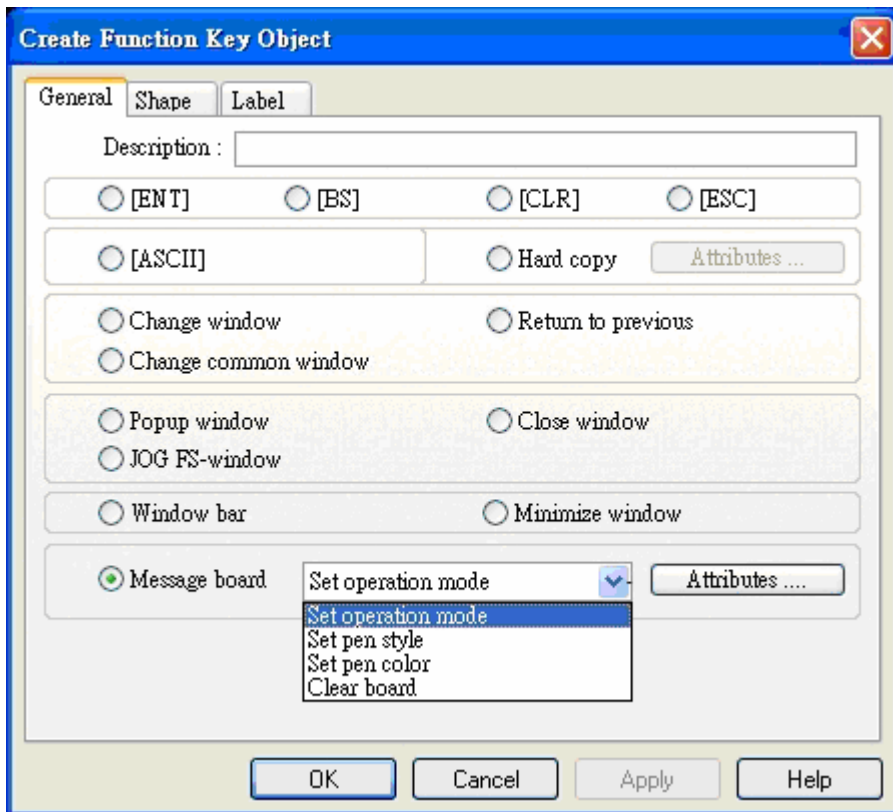 Create Function Key Object
General Shape Label
Description :
[ENT] [BS] [CLR] [ESC]
[ASCII] Hard copy Attributes ...
Change window Return to previous
Change common window
Popup window Close window
JOG FS-window
Window bar Minimize window
Message board Set operation mode Attributes ....
Set operation mode
Set pen style
Set pen color
Clear board
OK Cancel Apply Help